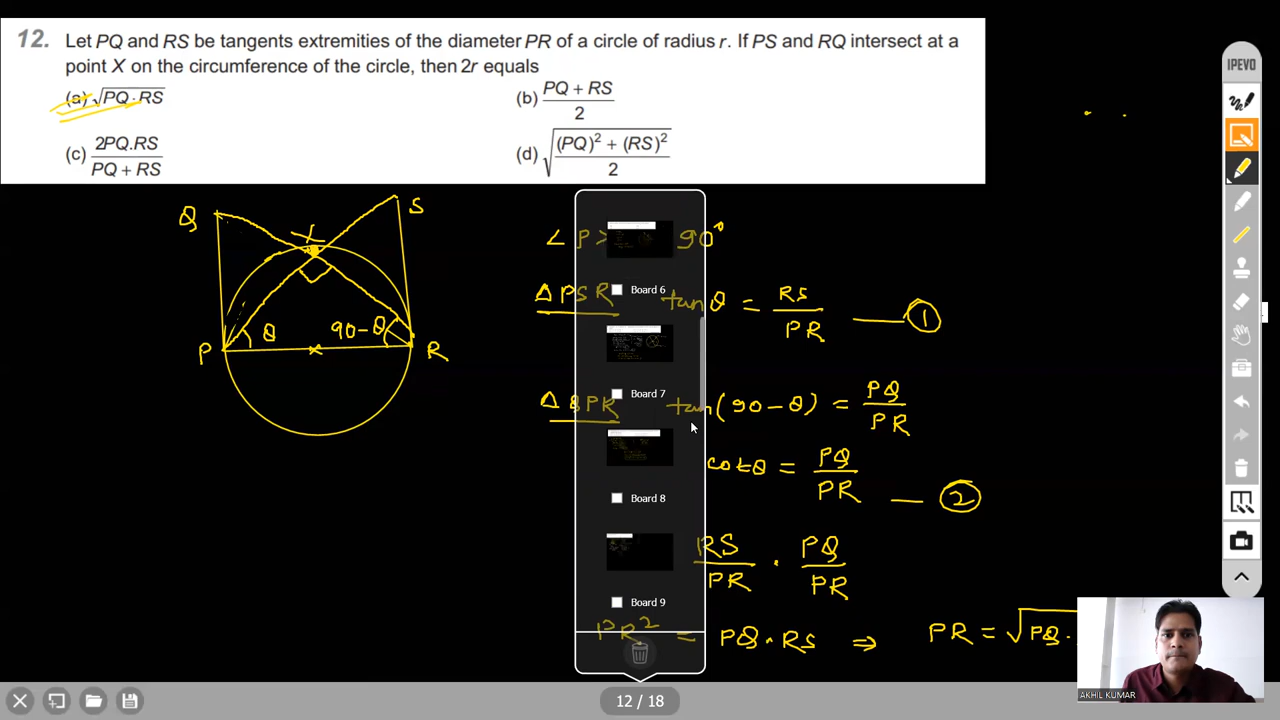 12. Let PQ and RS be tangents extremities of the diameter PR of a circle of radius r. If PS and RQ intersect at a
point X on the circumference of the circle, then 2r equals
(a) √PQ·RS
(b) PQ + RS / 2
(c) 2PQ.RS / PQ + RS
(d) √(PQ)² + (RS)² / 2
IPEVO
Q
S
X
P
θ
90-θ
R
∠P 90°
Board 6
△PSR tanθ = RS / PR — ①
Board 7
△QPR tan(90-θ) = PQ / PR
cotθ = PQ / PR — ②
Board 8
RS / PR · PQ / PR
Board 9
PR² = PQ·RS ⇒ PR = √PQ·
AKHIL KUMAR
12 / 18